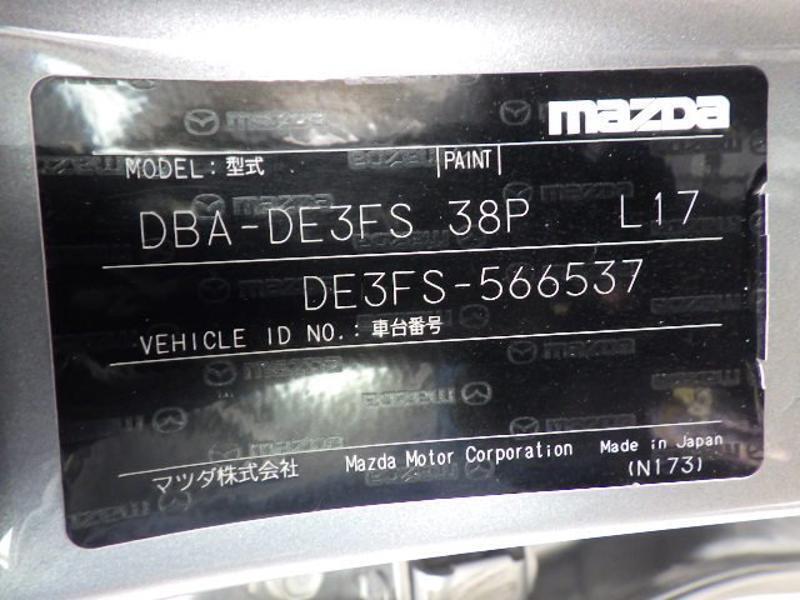 mazda
MODEL : 型式 PAINT
DBA-DE3FS 38P L17
DE3FS-566537
VEHICLE ID NO. : 車台番号
マツダ株式会社 Mazda Motor Corporation Made in Japan
(N173)